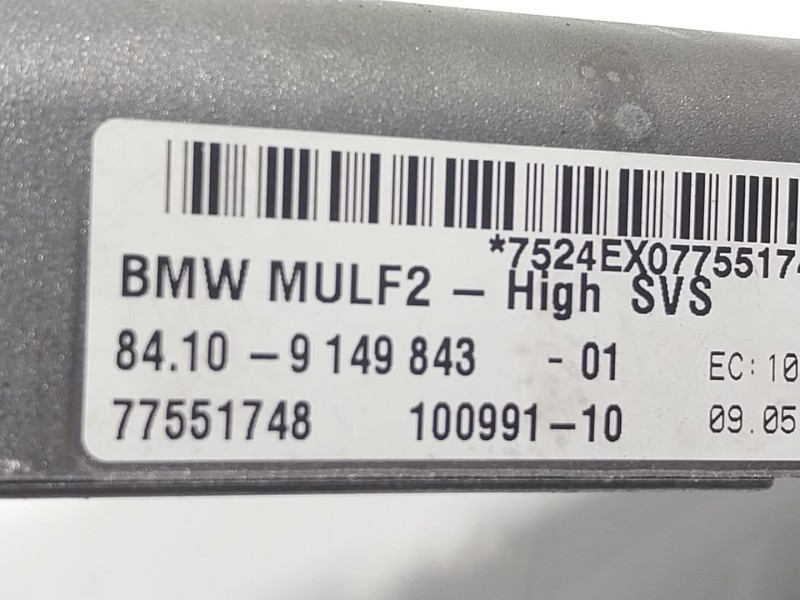 *7524EX0775517
BMW MULF2 - High SVS
84.10 - 9 149 843 - 01 EC: 10
77551748 100991-10 09.05